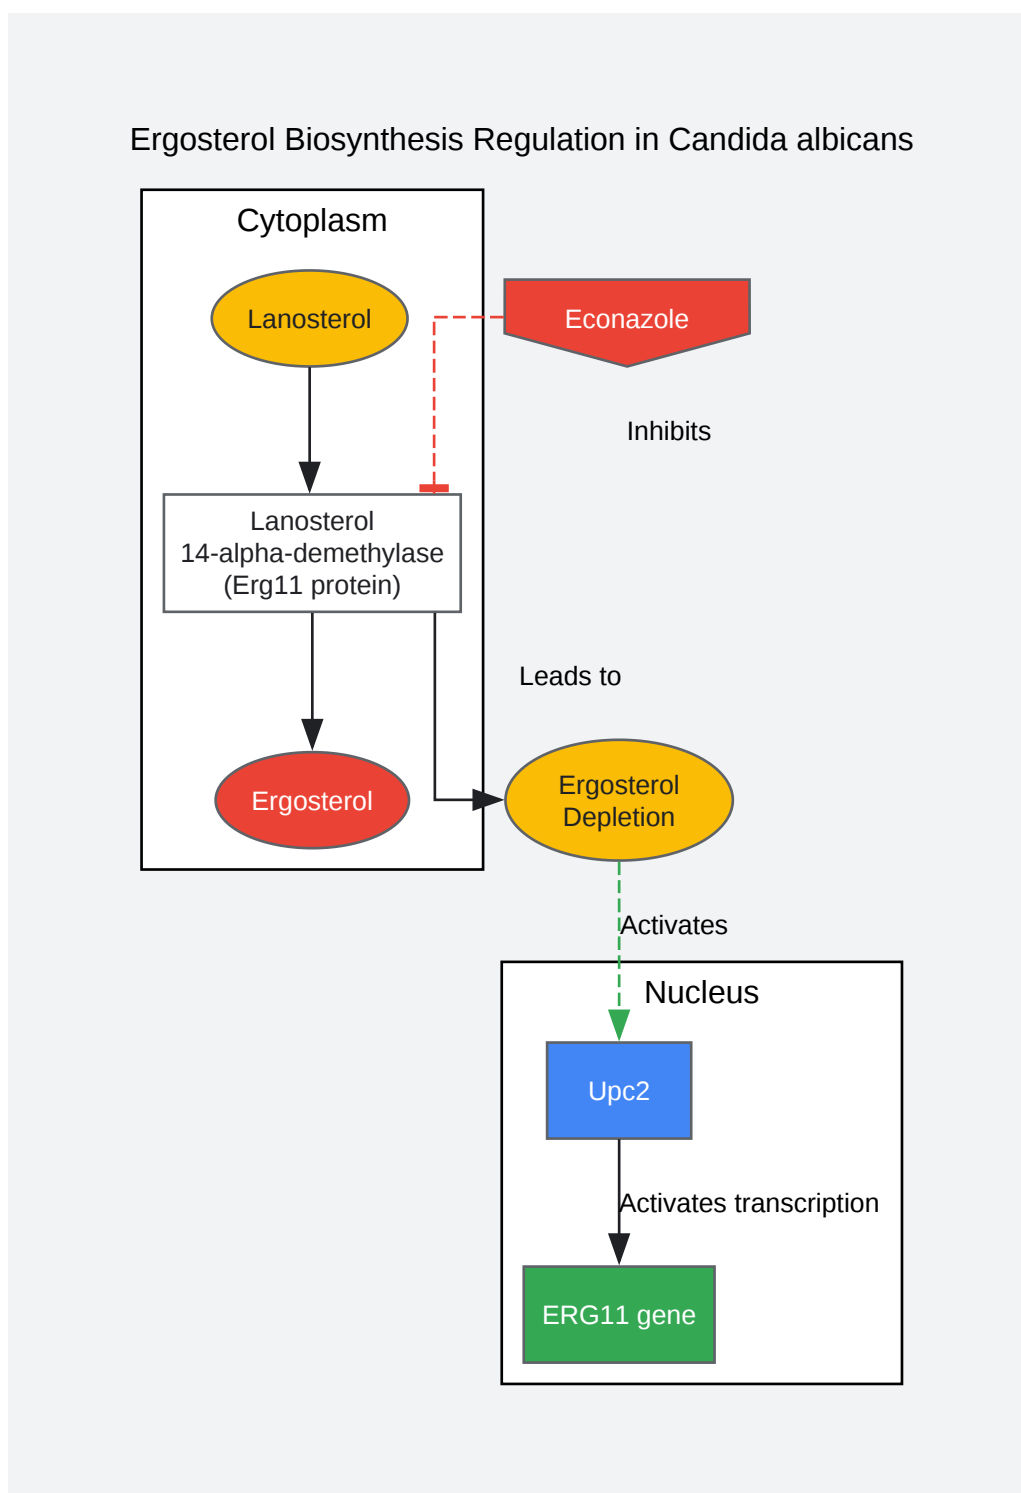 Ergosterol Biosynthesis Regulation in Candida albicans
Cytoplasm
Lanosterol
Econazole
Inhibits
Lanosterol
14-alpha-demethylase
(Erg11 protein)
Leads to
Ergosterol
Ergosterol
Depletion
Activates
Nucleus
Upc2
Activates transcription
ERG11 gene